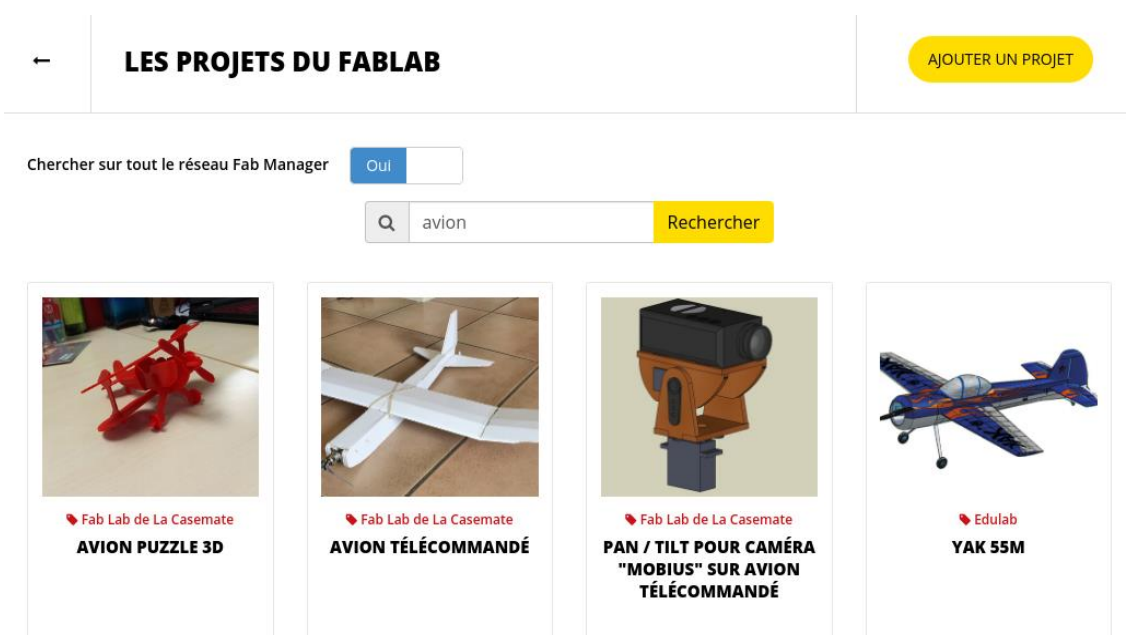 LES PROJETS DU FABLAB
AJOUTER UN PROJET
Chercher sur tout le réseau Fab Manager
Oui
avion
Rechercher
Fab Lab de La Casemate
AVION PUZZLE 3D
Fab Lab de La Casemate
AVION TÉLÉCOMMANDÉ
Fab Lab de La Casemate
PAN / TILT POUR CAMÉRA
"MOBIUS" SUR AVION
TÉLÉCOMMANDÉ
Edulab
YAK 55M